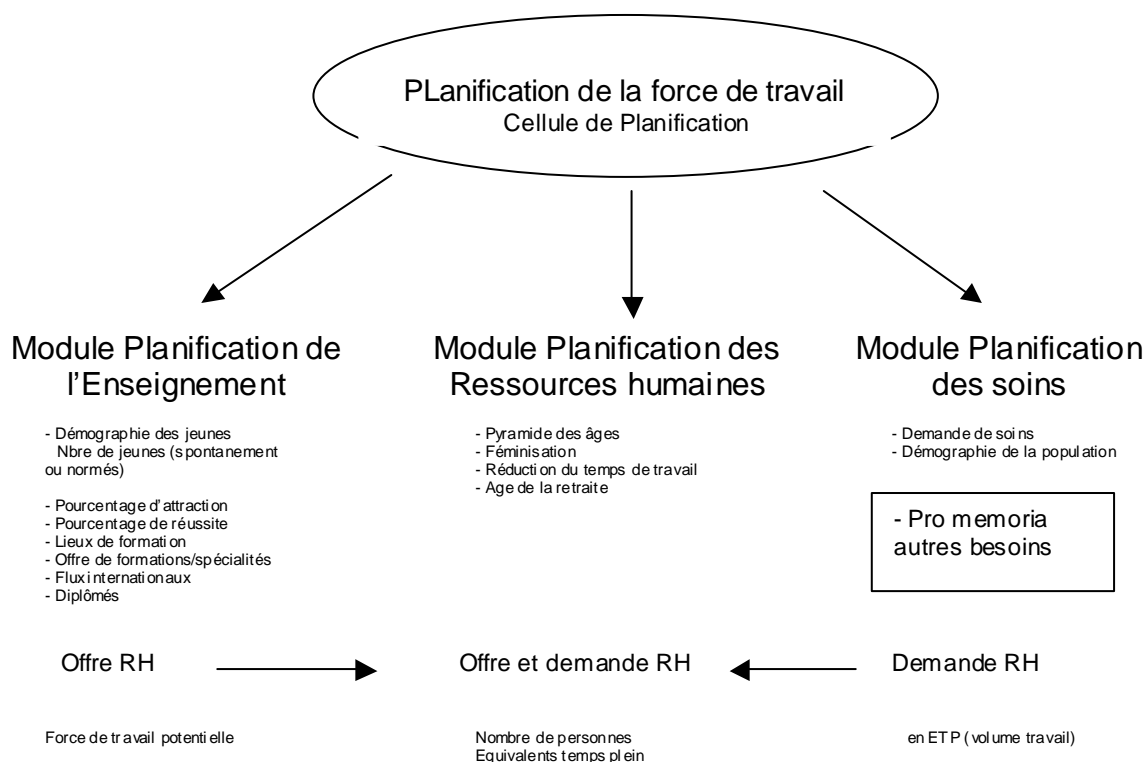 PLanification de la force de travail
Cellule de Planification
Module Planification de
l'Enseignement
- Démographie des jeunes
Nbre de jeunes (spontanement
ou normés)
- Pourcentage d'attraction
- Pourcentage de réussite
- Lieux de formation
- Offre de formations/spécialités
- Flux internationaux
- Diplômés
Offre RH
Force de travail potentielle
Module Planification des
Ressources humaines
- Pyramide des âges
- Féminisation
- Réduction du temps de travail
- Age de la retraite
Offre et demande RH
Nombre de personnes
Equivalents temps plein
Module Planification
des soins
- Demande de soins
- Démographie de la population
- Pro memoria
autres besoins
Demande RH
en ETP (volume travail)